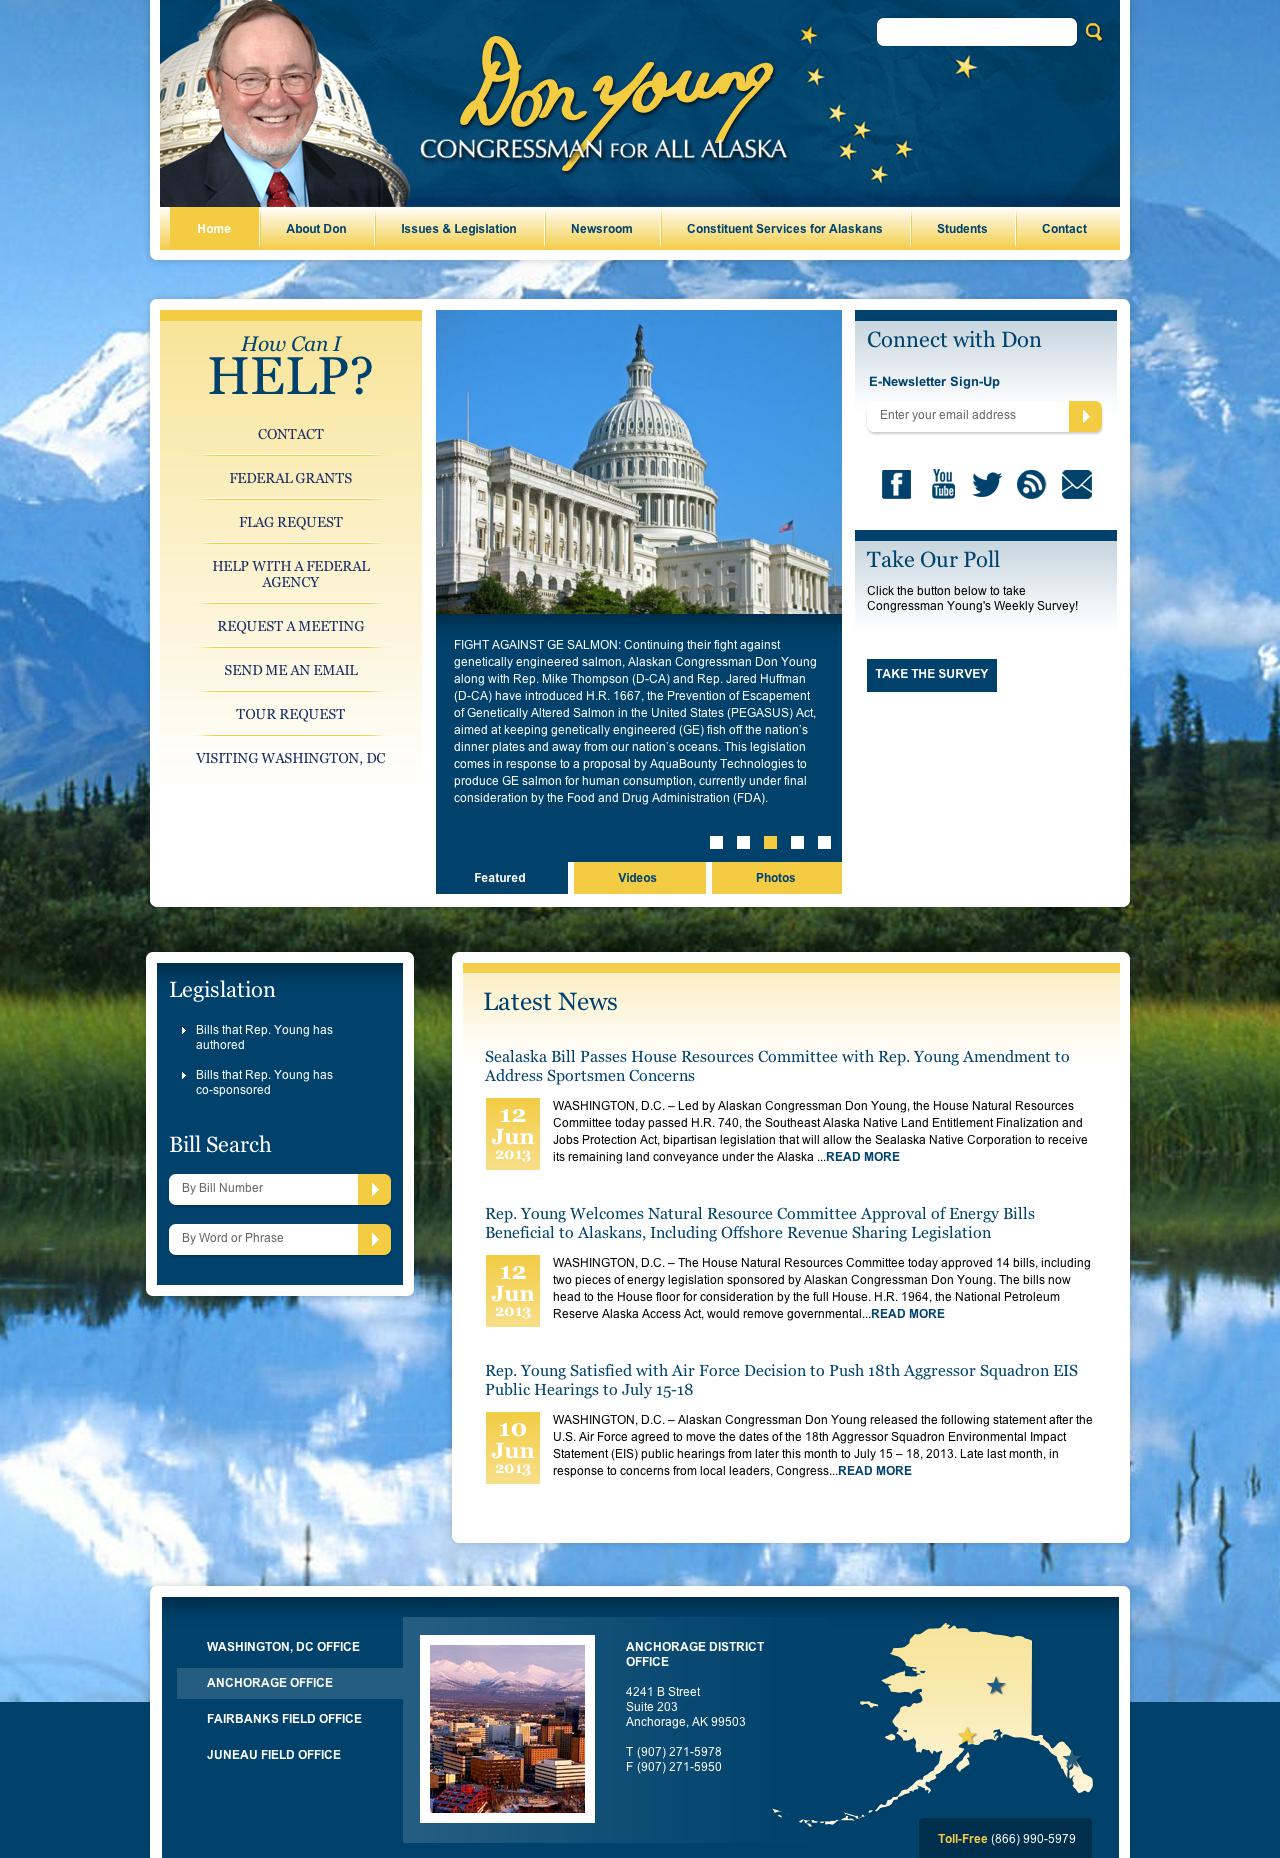 Don Young
CONGRESSMAN FOR ALL ALASKA
Home
About Don
Issues & Legislation
Newsroom
Constituent Services for Alaskans
Students
Contact
How Can I
HELP?
CONTACT
FEDERAL GRANTS
FLAG REQUEST
HELP WITH A FEDERAL
AGENCY
REQUEST A MEETING
SEND ME AN EMAIL
TOUR REQUEST
VISITING WASHINGTON, DC
FIGHT AGAINST GE SALMON: Continuing their fight against
genetically engineered salmon, Alaskan Congressman Don Young
along with Rep. Mike Thompson (D-CA) and Rep. Jared Huffman
(D-CA) have introduced H.R. 1667, the Prevention of Escapement
of Genetically Altered Salmon in the United States (PEGASUS) Act,
aimed at keeping genetically engineered (GE) fish off the nation's
dinner plates and away from our nation's oceans. This legislation
comes in response to a proposal by AquaBounty Technologies to
produce GE salmon for human consumption, currently under final
consideration by the Food and Drug Administration (FDA).
Featured
Videos
Photos
Connect with Don
E-Newsletter Sign-Up
Enter your email address
You
Tube
Take Our Poll
Click the button below to take
Congressman Young's Weekly Survey!
TAKE THE SURVEY
Legislation
Bills that Rep. Young has
authored
Bills that Rep. Young has
co-sponsored
Bill Search
By Bill Number
By Word or Phrase
Latest News
Sealaska Bill Passes House Resources Committee with Rep. Young Amendment to
Address Sportsmen Concerns
12
Jun
2013
WASHINGTON, D.C. – Led by Alaskan Congressman Don Young, the House Natural Resources
Committee today passed H.R. 740, the Southeast Alaska Native Land Entitlement Finalization and
Jobs Protection Act, bipartisan legislation that will allow the Sealaska Native Corporation to receive
its remaining land conveyance under the Alaska ...READ MORE
Rep. Young Welcomes Natural Resource Committee Approval of Energy Bills
Beneficial to Alaskans, Including Offshore Revenue Sharing Legislation
12
Jun
2013
WASHINGTON, D.C. – The House Natural Resources Committee today approved 14 bills, including
two pieces of energy legislation sponsored by Alaskan Congressman Don Young. The bills now
head to the House floor for consideration by the full House. H.R. 1964, the National Petroleum
Reserve Alaska Access Act, would remove governmental...READ MORE
Rep. Young Satisfied with Air Force Decision to Push 18th Aggressor Squadron EIS
Public Hearings to July 15-18
10
Jun
2013
WASHINGTON, D.C. – Alaskan Congressman Don Young released the following statement after the
U.S. Air Force agreed to move the dates of the 18th Aggressor Squadron Environmental Impact
Statement (EIS) public hearings from later this month to July 15 – 18, 2013. Late last month, in
response to concerns from local leaders, Congress...READ MORE
WASHINGTON, DC OFFICE
ANCHORAGE OFFICE
FAIRBANKS FIELD OFFICE
JUNEAU FIELD OFFICE
ANCHORAGE DISTRICT
OFFICE
4241 B Street
Suite 203
Anchorage, AK 99503
T (907) 271-5978
F (907) 271-5950
Toll-Free (866) 990-5979